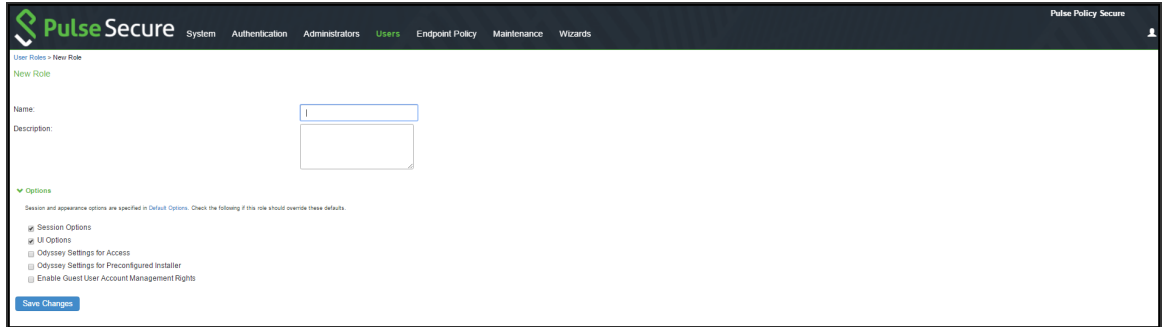 Pulse Policy Secure
Pulse Secure System Authentication Administrators Users Endpoint Policy Maintenance Wizards
User Roles > New Role
New Role
Name:
Description:
Options
Session and appearance options are specified in Default Options. Check the following if this role should override these defaults.
Session Options
UI Options
Odyssey Settings for Access
Odyssey Settings for Preconfigured Installer
Enable Guest User Account Management Rights
Save Changes